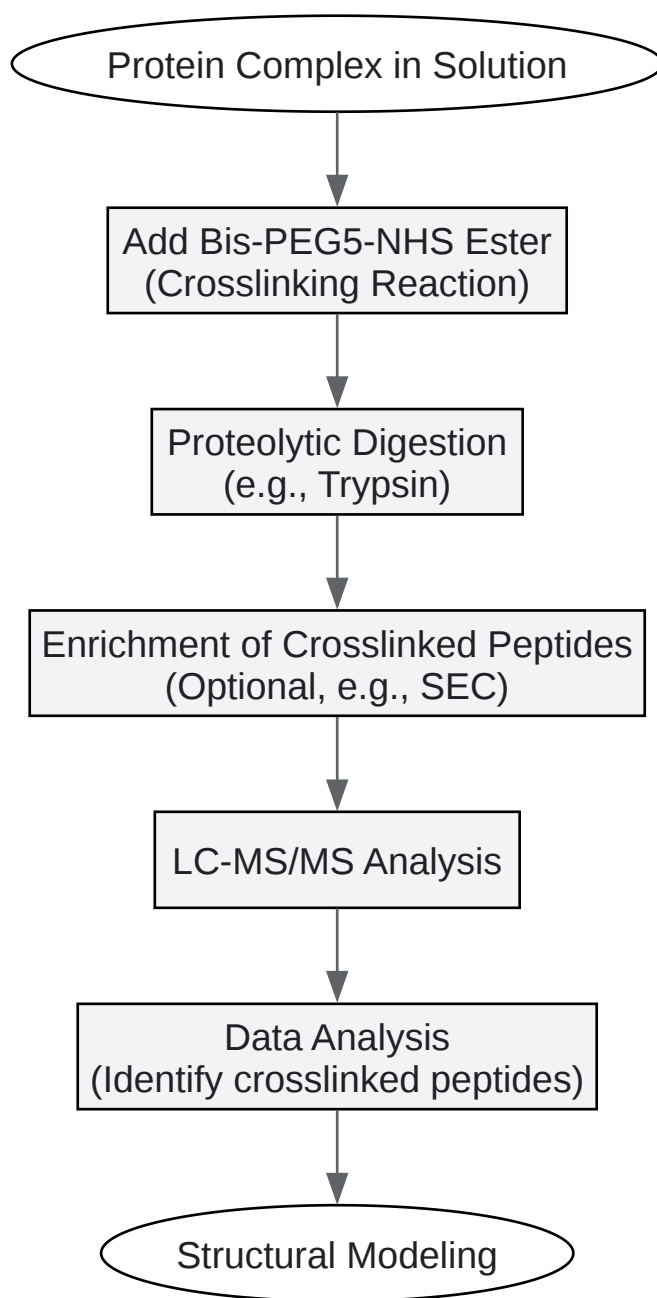 Protein Complex in Solution
Add Bis-PEG5-NHS Ester
(Crosslinking Reaction)
Proteolytic Digestion
(e.g., Trypsin)
Enrichment of Crosslinked Peptides
(Optional, e.g., SEC)
LC-MS/MS Analysis
Data Analysis
(Identify crosslinked peptides)
Structural Modeling